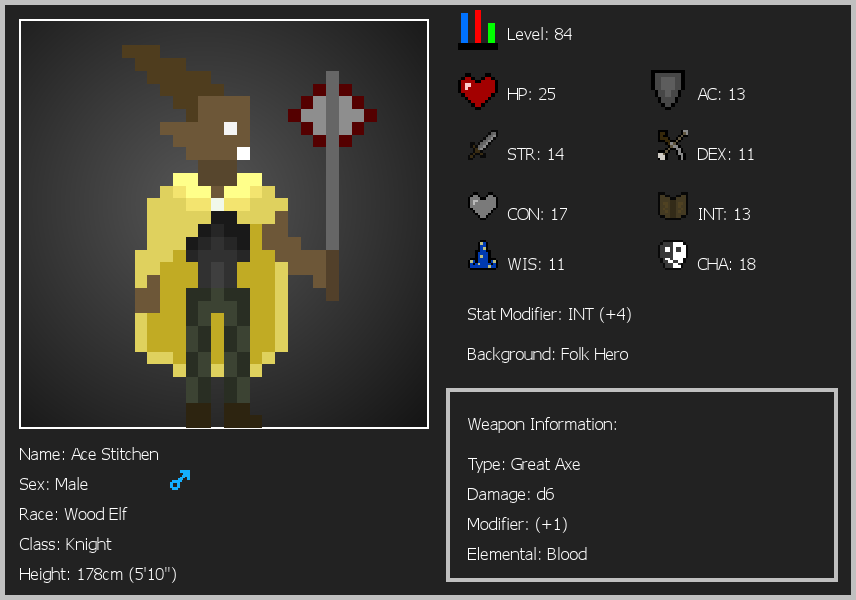 Level: 84
HP: 25
AC: 13
STR: 14
DEX: 11
CON: 17
INT: 13
WIS: 11
CHA: 18
Stat Modifier: INT (+4)
Background: Folk Hero
Weapon Information:
Type: Great Axe
Damage: d6
Modifier: (+1)
Elemental: Blood
Name: Ace Stitchen
Sex: Male
Race: Wood Elf
Class: Knight
Height: 178cm (5'10")